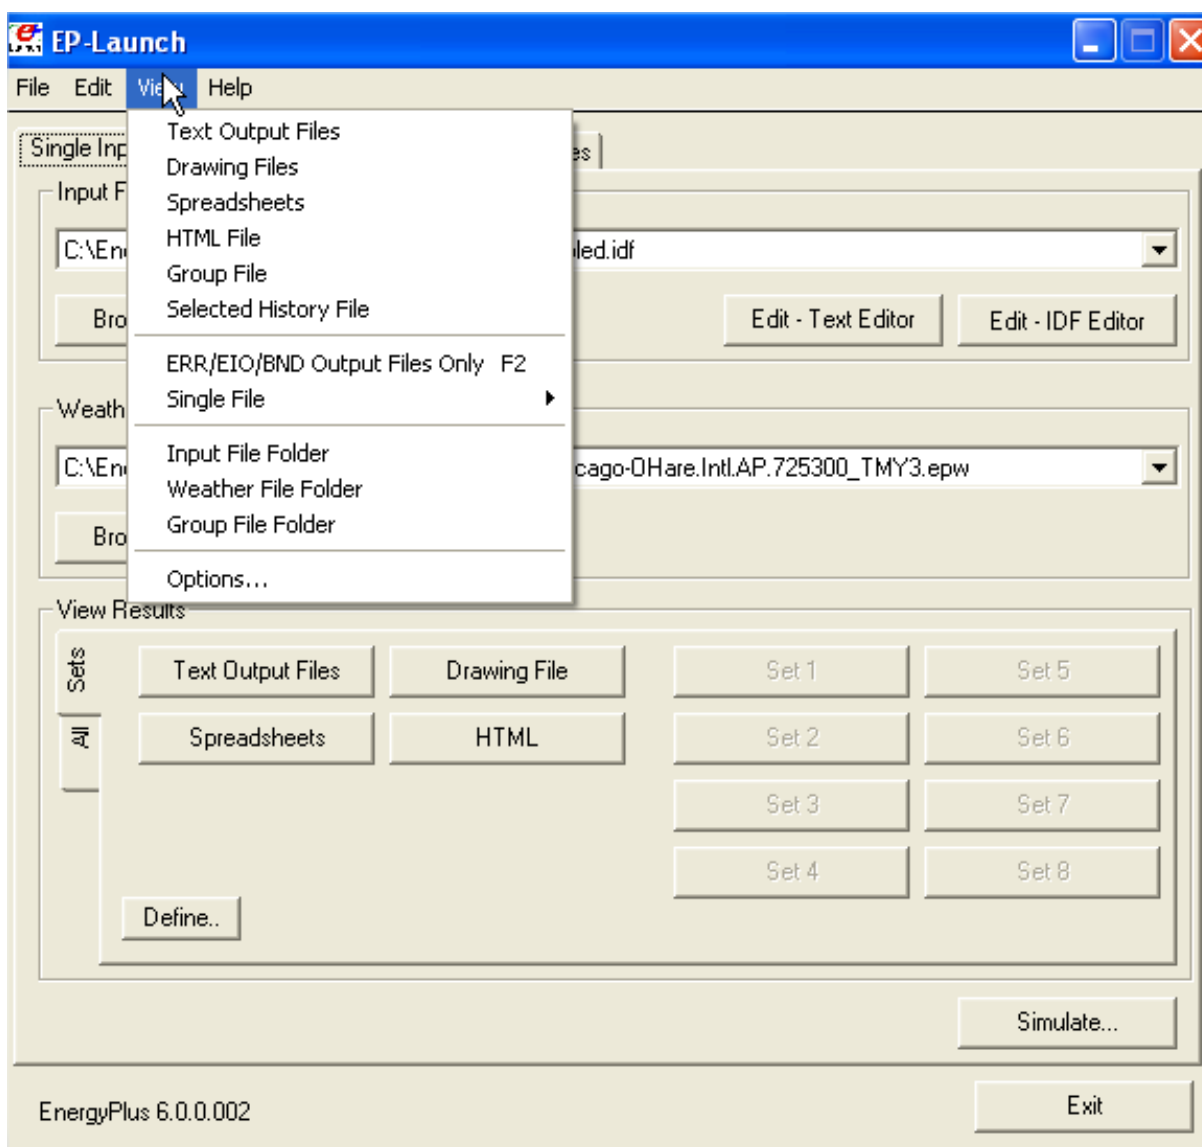 EP-Launch
File Edit View Help
Text Output Files
Drawing Files
Spreadsheets
HTML File
Group File
Selected History File
ERR/EIO/BND Output Files Only F2
Single File
Input File Folder
Weather File Folder
Group File Folder
Options...
Single Inp
es
Input F
C:\En
led.idf
Bro
Edit - Text Editor
Edit - IDF Editor
Weath
C:\En
cago-OHare.Intl.AP.725300_TMY3.epw
Bro
View Results
Sets
All
Text Output Files
Drawing File
Set 1
Set 5
Spreadsheets
HTML
Set 2
Set 6
Set 3
Set 7
Set 4
Set 8
Define..
Simulate...
EnergyPlus 6.0.0.002
Exit